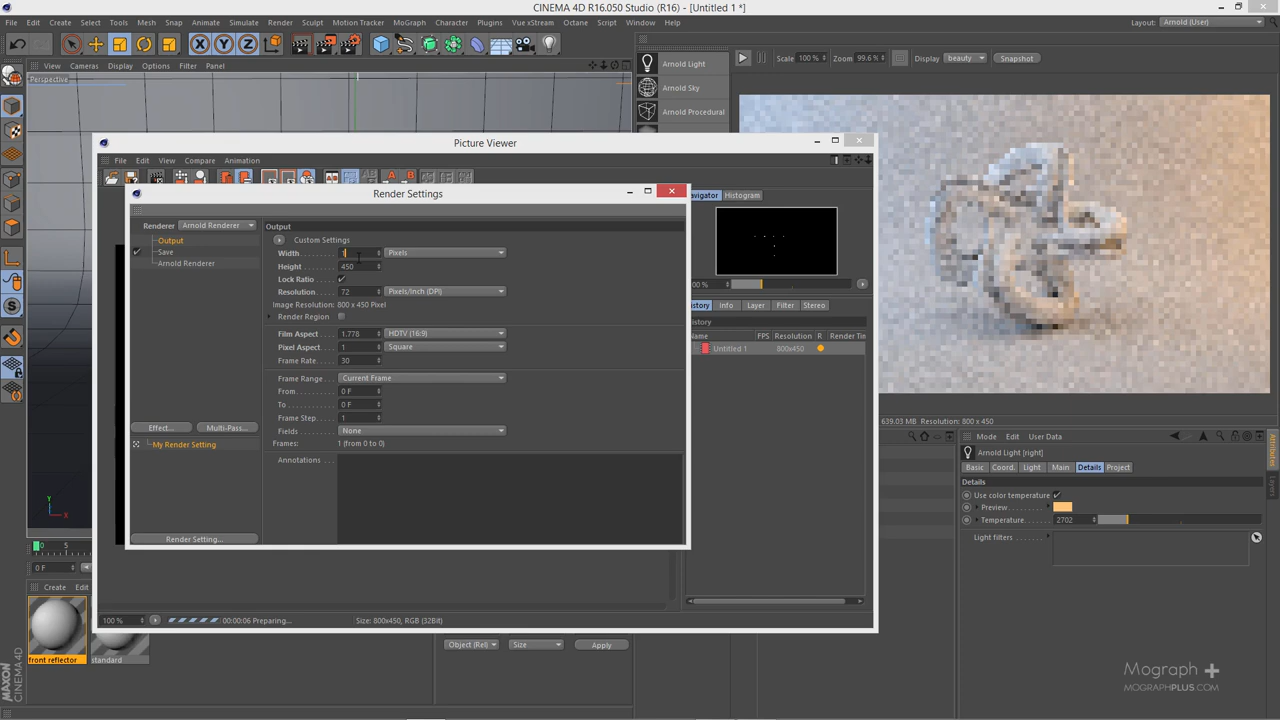 CINEMA 4D R16.050 Studio (R16) - [Untitled 1 *]
File Edit Create Select Tools Mesh Snap Animate Simulate Render Sculpt Motion Tracker MoGraph Character Plugins Vue xStream Octane Script Window Help Layout: Arnold (User)
X Y Z
View Cameras Display Options Filter Panel
Perspective
Arnold Light
Arnold Sky
Arnold Procedural
Scale 100 % Zoom 99.6 % Display beauty Snapshot
Picture Viewer
File Edit View Compare Animation
Render Settings
Renderer Arnold Renderer
Output
Save
Arnold Renderer
Effect... Multi-Pass...
My Render Setting
Render Setting...
Output
Custom Settings
Width 1 Pixels
Height 450
Lock Ratio
Resolution 72 Pixels/Inch (DPI)
Image Resolution: 800 x 450 Pixel
Render Region
Film Aspect 1.778 HDTV (16:9)
Pixel Aspect 1 Square
Frame Rate 30
Frame Range Current Frame
From 0 F
To 0 F
Frame Step 1
Fields None
Frames: 1 (from 0 to 0)
Annotations
avigator Histogram
00 %
istory Info Layer Filter Stereo
istory
Name FPS Resolution R Render Tim
Untitled 1 800x450
100 % 00:00:06 Preparing... Size: 800x450, RGB (32Bit)
639.03 MB Resolution: 800 x 450
Mode Edit User Data
Arnold Light [right]
Basic Coord. Light Main Details Project
Details
Use color temperature
Preview
Temperature 2702
Light filters
Attributes
Layers
Y
X
0 5
0 F
Create Edit
front reflector standard
Object (Rel) Size Apply
MAXON
CINEMA 4D
Mograph +
MOGRAPHPLUS.COM